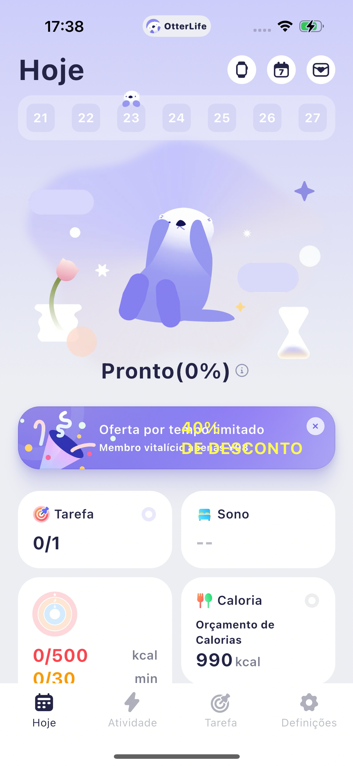 17:38
OtterLife
Hoje
7
21 22 23 24 25 26 27
Pronto(0%)
Oferta por tempo limitado
40%
DE DESCONTO
Membro vitalício apenas
Tarefa
0/1
Sono
--
0/500 kcal
0/30 min
Caloria
Orçamento de
Calorias
990 kcal
Hoje
Atividade
Tarefa
Definições